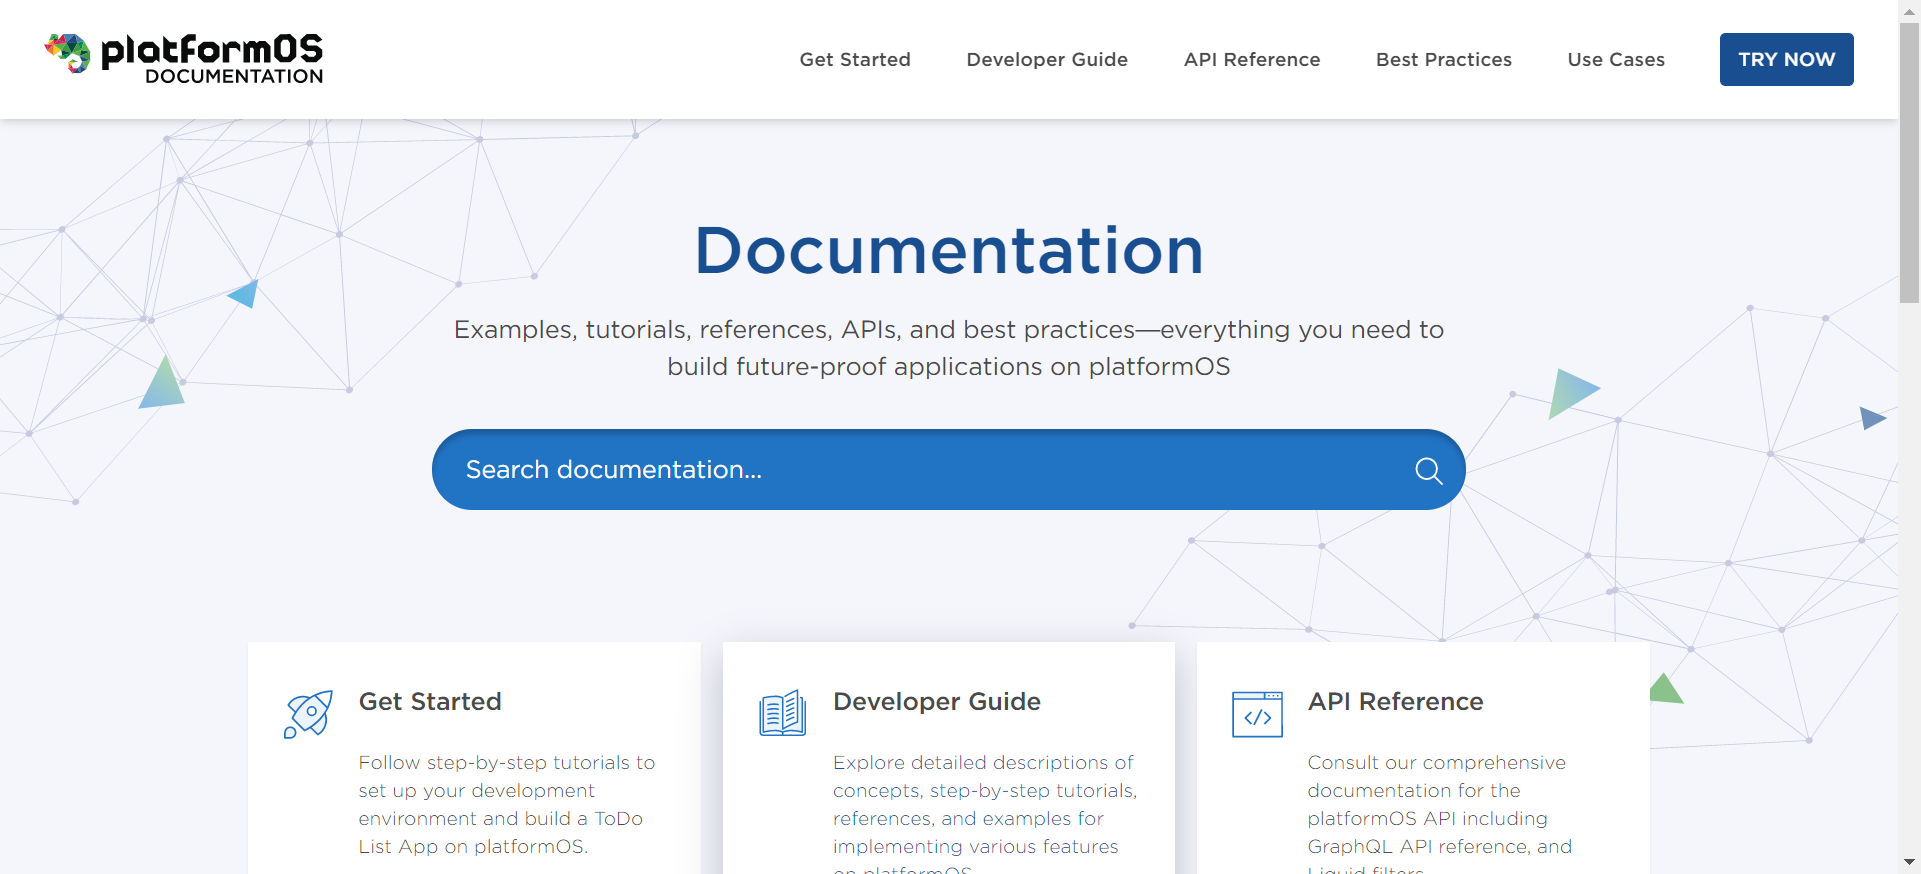 platformOS
DOCUMENTATION
Get Started
Developer Guide
API Reference
Best Practices
Use Cases
TRY NOW
Documentation
Examples, tutorials, references, APIs, and best practices—everything you need to
build future-proof applications on platformOS
Search documentation...
Get Started
Follow step-by-step tutorials to
set up your development
environment and build a ToDo
List App on platformOS.
Developer Guide
Explore detailed descriptions of
concepts, step-by-step tutorials,
references, and examples for
implementing various features
on platformOS.
API Reference
Consult our comprehensive
documentation for the
platformOS API including
GraphQL API reference, and
Liquid filters.